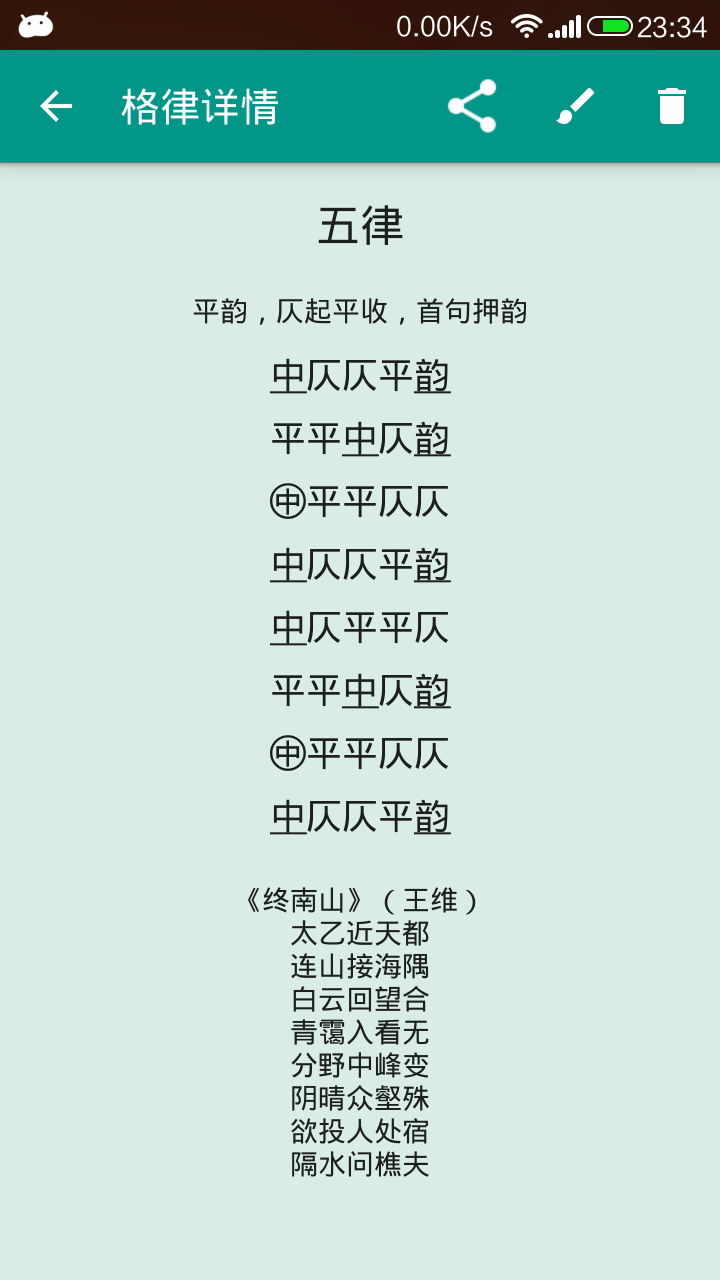 0.00K/s 23:34
格律详情
五律
平韵，仄起平收，首句押韵
中仄仄平韵
平平中仄韵
㊥平平仄仄
中仄仄平韵
中仄平平仄
平平中仄韵
㊥平平仄仄
中仄仄平韵
《终南山》（王维）
太乙近天都
连山接海隅
白云回望合
青霭入看无
分野中峰变
阴晴众壑殊
欲投人处宿
隔水问樵夫